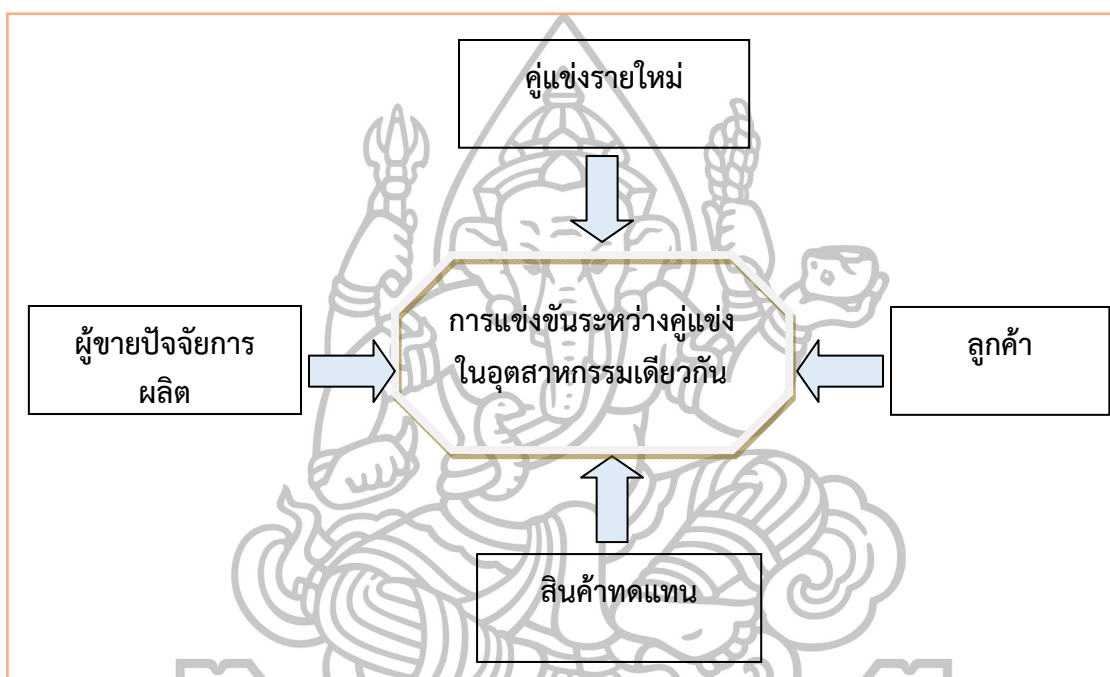 คู่แข่งรายใหม่
การแข่งขันระหว่างคู่แข่ง
ในอุตสาหกรรมเดียวกัน
ผู้ขายปัจจัยการ
ผลิต
ลูกค้า
สินค้าทดแทน